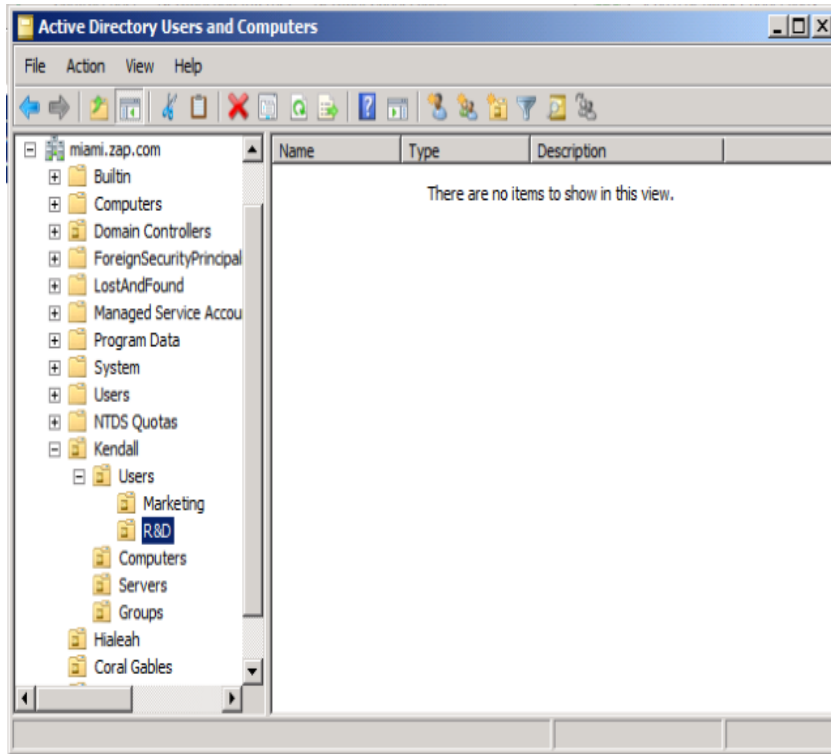 Active Directory Users and Computers
File Action View Help
miami.zap.com
Name Type Description
There are no items to show in this view.
Builtin
Computers
Domain Controllers
ForeignSecurityPrincipal
LostAndFound
Managed Service Accou
Program Data
System
Users
NTDS Quotas
Kendall
Users
Marketing
R&D
Computers
Servers
Groups
Hialeah
Coral Gables